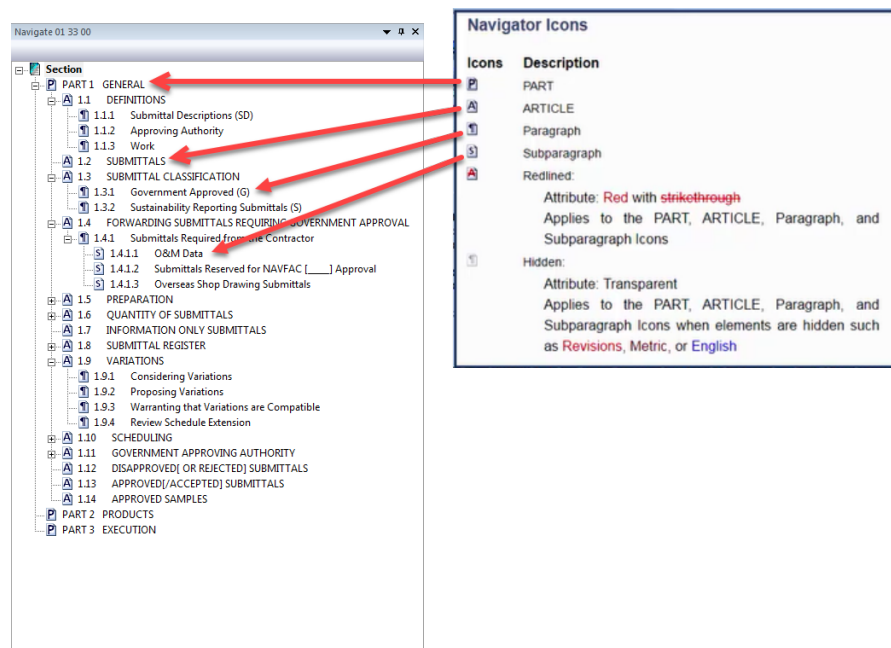 Navigate 01 33 00
Section
P PART 1 GENERAL
A 1.1 DEFINITIONS
¶ 1.1.1 Submittal Descriptions (SD)
¶ 1.1.2 Approving Authority
¶ 1.1.3 Work
A 1.2 SUBMITTALS
A 1.3 SUBMITTAL CLASSIFICATION
¶ 1.3.1 Government Approved (G)
¶ 1.3.2 Sustainability Reporting Submittals (S)
A 1.4 FORWARDING SUBMITTALS REQUIRING GOVERNMENT APPROVAL
¶ 1.4.1 Submittals Required from the Contractor
S 1.4.1.1 O&M Data
S 1.4.1.2 Submittals Reserved for NAVFAC [____] Approval
S 1.4.1.3 Overseas Shop Drawing Submittals
A 1.5 PREPARATION
A 1.6 QUANTITY OF SUBMITTALS
A 1.7 INFORMATION ONLY SUBMITTALS
A 1.8 SUBMITTAL REGISTER
A 1.9 VARIATIONS
¶ 1.9.1 Considering Variations
¶ 1.9.2 Proposing Variations
¶ 1.9.3 Warranting that Variations are Compatible
¶ 1.9.4 Review Schedule Extension
A 1.10 SCHEDULING
A 1.11 GOVERNMENT APPROVING AUTHORITY
A 1.12 DISAPPROVED[ OR REJECTED] SUBMITTALS
A 1.13 APPROVED[/ACCEPTED] SUBMITTALS
A 1.14 APPROVED SAMPLES
P PART 2 PRODUCTS
P PART 3 EXECUTION
Navigator Icons
Icons Description
P PART
A ARTICLE
¶ Paragraph
S Subparagraph
A Redlined:
Attribute: Red with strikethrough
Applies to the PART, ARTICLE, Paragraph, and
Subparagraph Icons
¶ Hidden:
Attribute: Transparent
Applies to the PART, ARTICLE, Paragraph, and
Subparagraph Icons when elements are hidden such
as Revisions, Metric, or English